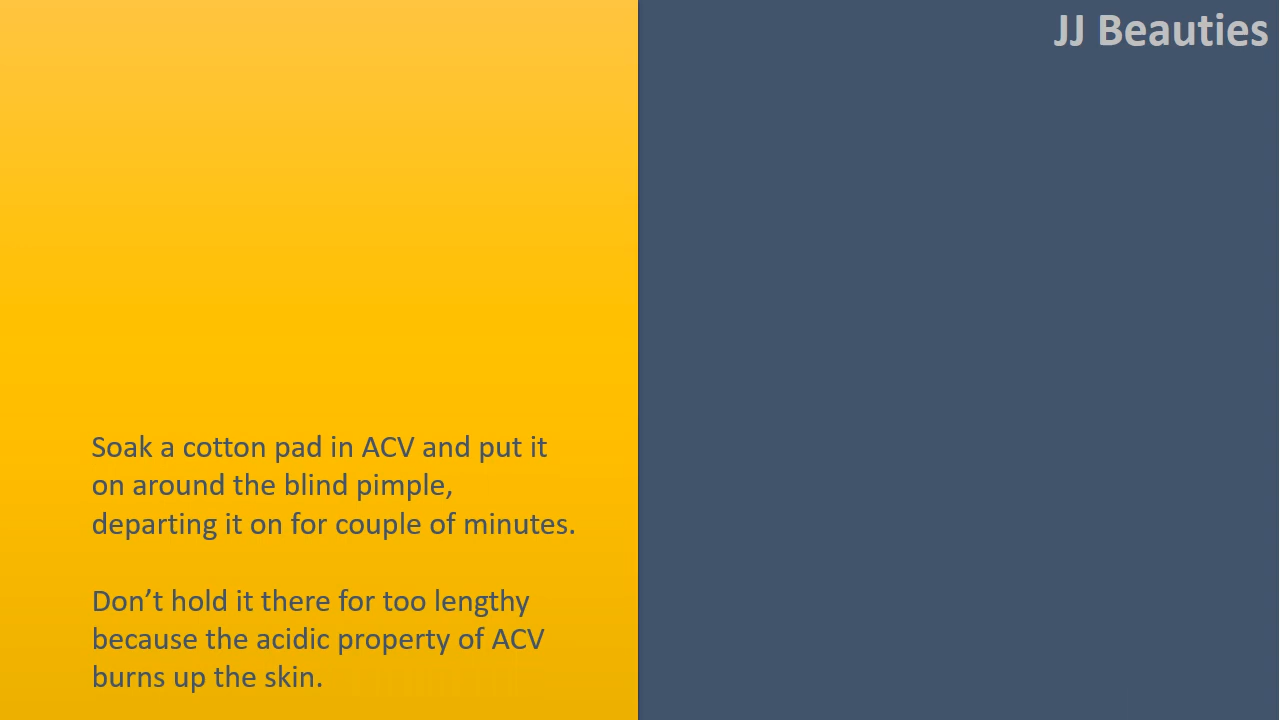 JJ Beauties
Soak a cotton pad in ACV and put it
on around the blind pimple,
departing it on for couple of minutes.
Don’t hold it there for too lengthy
because the acidic property of ACV
burns up the skin.